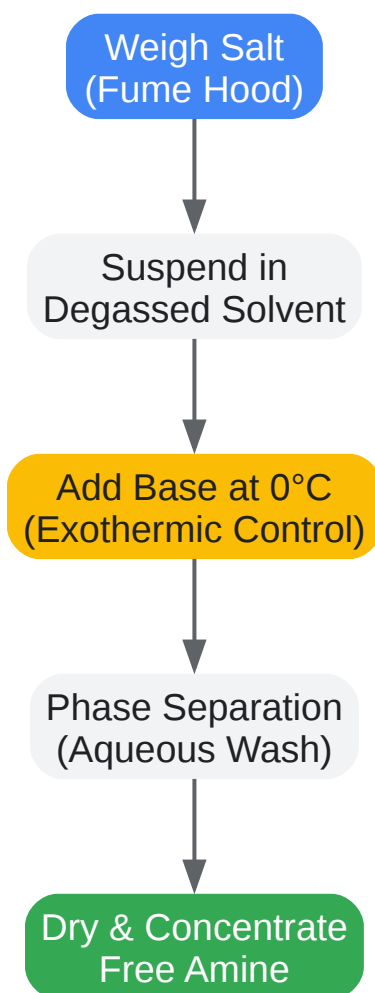 Weigh Salt
(Fume Hood)
Suspend in
Degassed Solvent
Add Base at 0°C
(Exothermic Control)
Phase Separation
(Aqueous Wash)
Dry & Concentrate
Free Amine